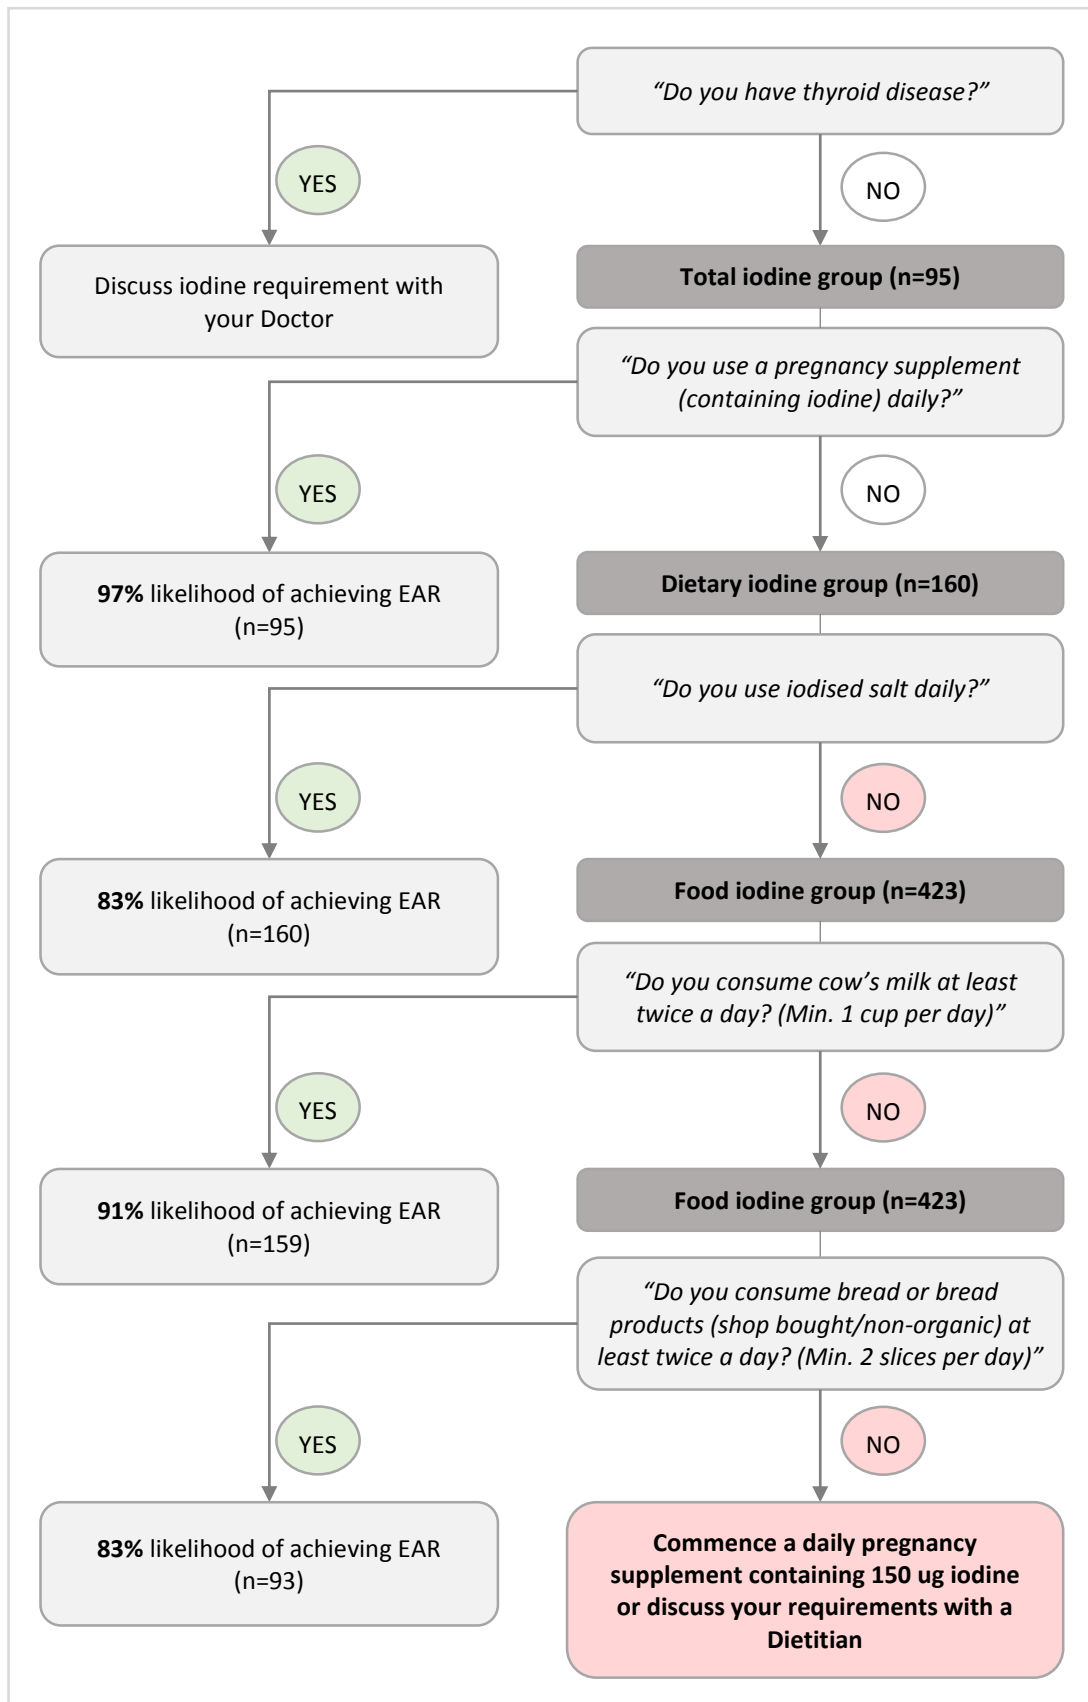 “Do you have thyroid disease?”
YES
NO
Discuss iodine requirement with
your Doctor
Total iodine group (n=95)
“Do you use a pregnancy supplement
(containing iodine) daily?”
YES
NO
97% likelihood of achieving EAR
(n=95)
Dietary iodine group (n=160)
“Do you use iodised salt daily?”
YES
NO
83% likelihood of achieving EAR
(n=160)
Food iodine group (n=423)
“Do you consume cow’s milk at least
twice a day? (Min. 1 cup per day)”
YES
NO
91% likelihood of achieving EAR
(n=159)
Food iodine group (n=423)
“Do you consume bread or bread
products (shop bought/non-organic) at
least twice a day? (Min. 2 slices per day)”
YES
NO
83% likelihood of achieving EAR
(n=93)
Commence a daily pregnancy
supplement containing 150 ug iodine
or discuss your requirements with a
Dietitian